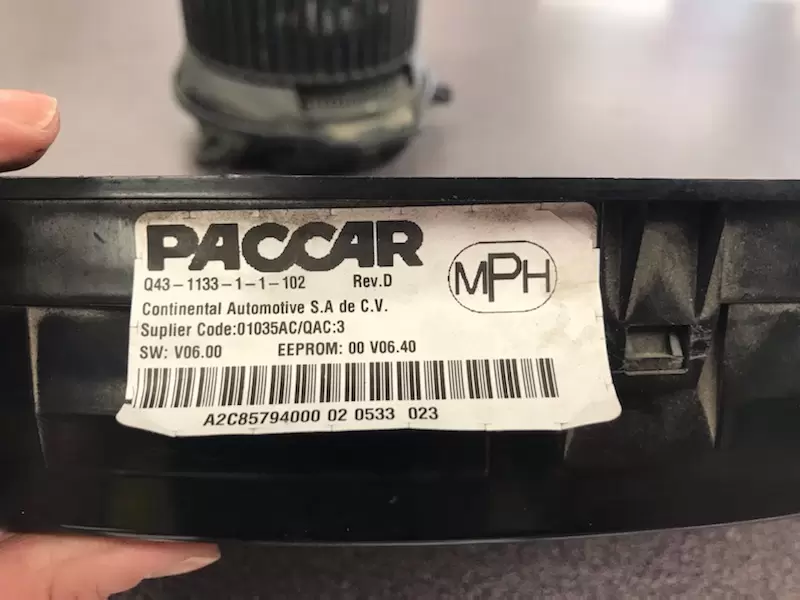 PACCAR
MPH
Q43-1133-1-1-102 Rev.D
Continental Automotive S.A de C.V.
Suplier Code:01035AC/QAC:3
SW: V06.00 EEPROM: 00 V06.40
A2C85794000 02 0533 023